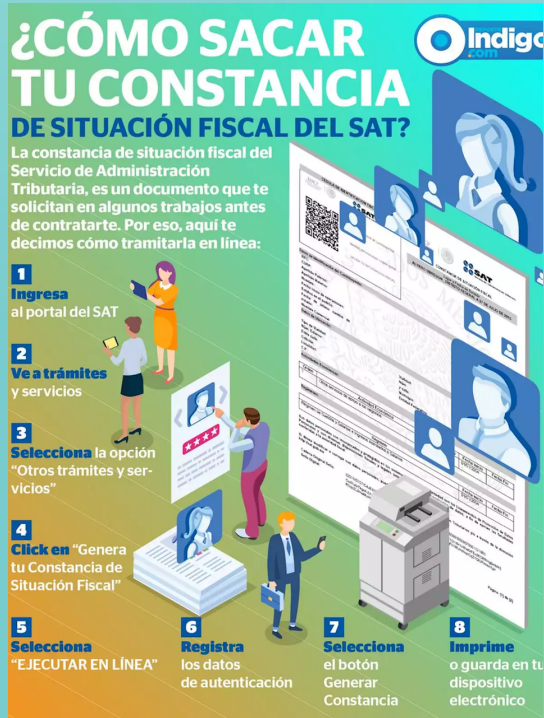 ¿CÓMO SACAR
TU CONSTANCIA
DE SITUACIÓN FISCAL DEL SAT?
Indigo
.com
La constancia de situación fiscal del
Servicio de Administración
Tributaria, es un documento que te
solicitan en algunos trabajos antes
de contratarte. Por eso, aquí te
decimos cómo tramitarla en línea:
1
Ingresa
al portal del SAT
2
Ve a trámites
y servicios
3
Selecciona la opción
“Otros trámites y ser-
vicios”
4
Click en “Genera
tu Constancia de
Situación Fiscal”
5
Selecciona
“EJECUTAR EN LÍNEA”
6
Registra
los datos
de autenticación
7
Selecciona
el botón
Generar
Constancia
8
Imprime
o guarda en tu
dispositivo
electrónico
SAT
SAT